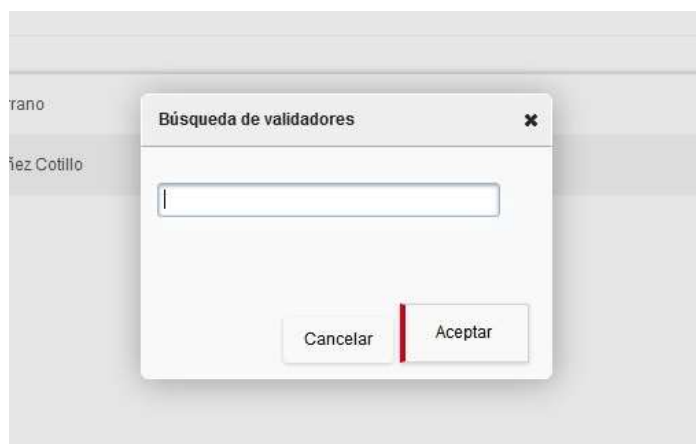 rrano
Búsqueda de validadores
ñez Cotillo
Cancelar
Aceptar